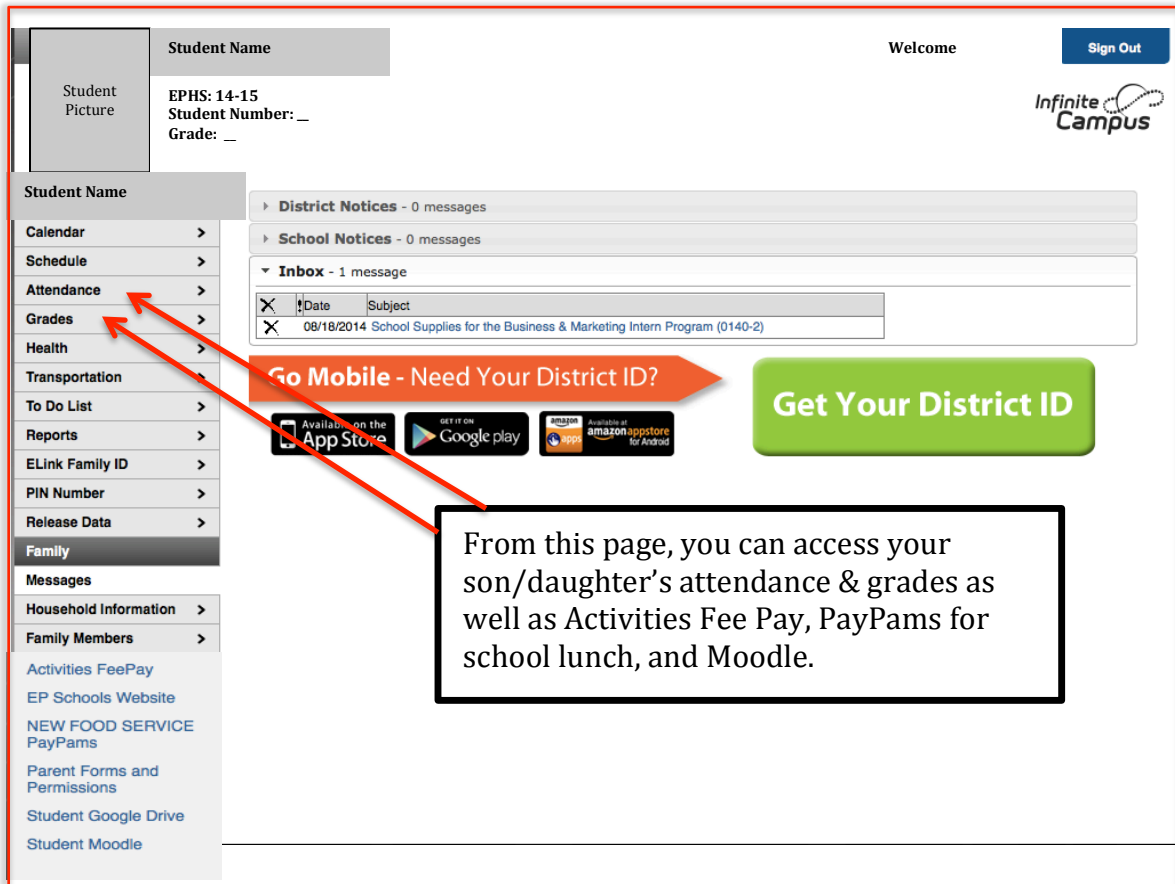 Student Name
Welcome
Sign Out
Student
Picture
EPHS: 14-15
Student Number: __
Grade: __
Infinite
Campus
Student Name
Calendar >
Schedule >
Attendance >
Grades >
Health >
Transportation >
To Do List >
Reports >
ELink Family ID >
PIN Number >
Release Data >
Family
Messages
Household Information >
Family Members >
Activities FeePay
EP Schools Website
NEW FOOD SERVICE
PayPams
Parent Forms and
Permissions
Student Google Drive
Student Moodle
District Notices - 0 messages
School Notices - 0 messages
Inbox - 1 message
X ! Date Subject
X 08/18/2014 School Supplies for the Business & Marketing Intern Program (0140-2)
Go Mobile - Need Your District ID?
Available on the
App Store
GET IT ON
Google play
amazon
apps
Available at
amazon appstore
for Android
Get Your District ID
From this page, you can access your
son/daughter’s attendance & grades as
well as Activities Fee Pay, PayPams for
school lunch, and Moodle.